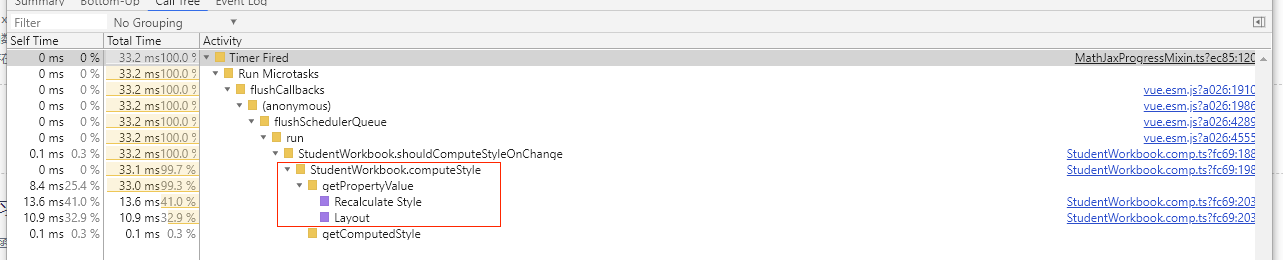 Summary Bottom-Up Call Tree Event Log
Filter No Grouping ▼
Self Time Total Time Activity
0 ms 0 % 33.2 ms 100.0 % ▼ Timer Fired MathJaxProgressMixin.ts?ec85:120
0 ms 0 % 33.2 ms 100.0 % ▼ Run Microtasks
0 ms 0 % 33.2 ms 100.0 % ▼ flushCallbacks vue.esm.js?a026:1910
0 ms 0 % 33.2 ms 100.0 % ▼ (anonymous) vue.esm.js?a026:1986
0 ms 0 % 33.2 ms 100.0 % ▼ flushSchedulerQueue vue.esm.js?a026:4289
0 ms 0 % 33.2 ms 100.0 % ▼ run vue.esm.js?a026:4555
0.1 ms 0.3 % 33.2 ms 100.0 % ▼ StudentWorkbook.shouldComputeStyleOnChange StudentWorkbook.comp.ts?fc69:188
0 ms 0 % 33.1 ms 99.7 % ▼ StudentWorkbook.computeStyle StudentWorkbook.comp.ts?fc69:198
8.4 ms 25.4 % 33.0 ms 99.3 % ▼ getPropertyValue
13.6 ms 41.0 % 13.6 ms 41.0 % Recalculate Style StudentWorkbook.comp.ts?fc69:203
10.9 ms 32.9 % 10.9 ms 32.9 % Layout StudentWorkbook.comp.ts?fc69:203
0.1 ms 0.3 % 0.1 ms 0.3 % getComputedStyle